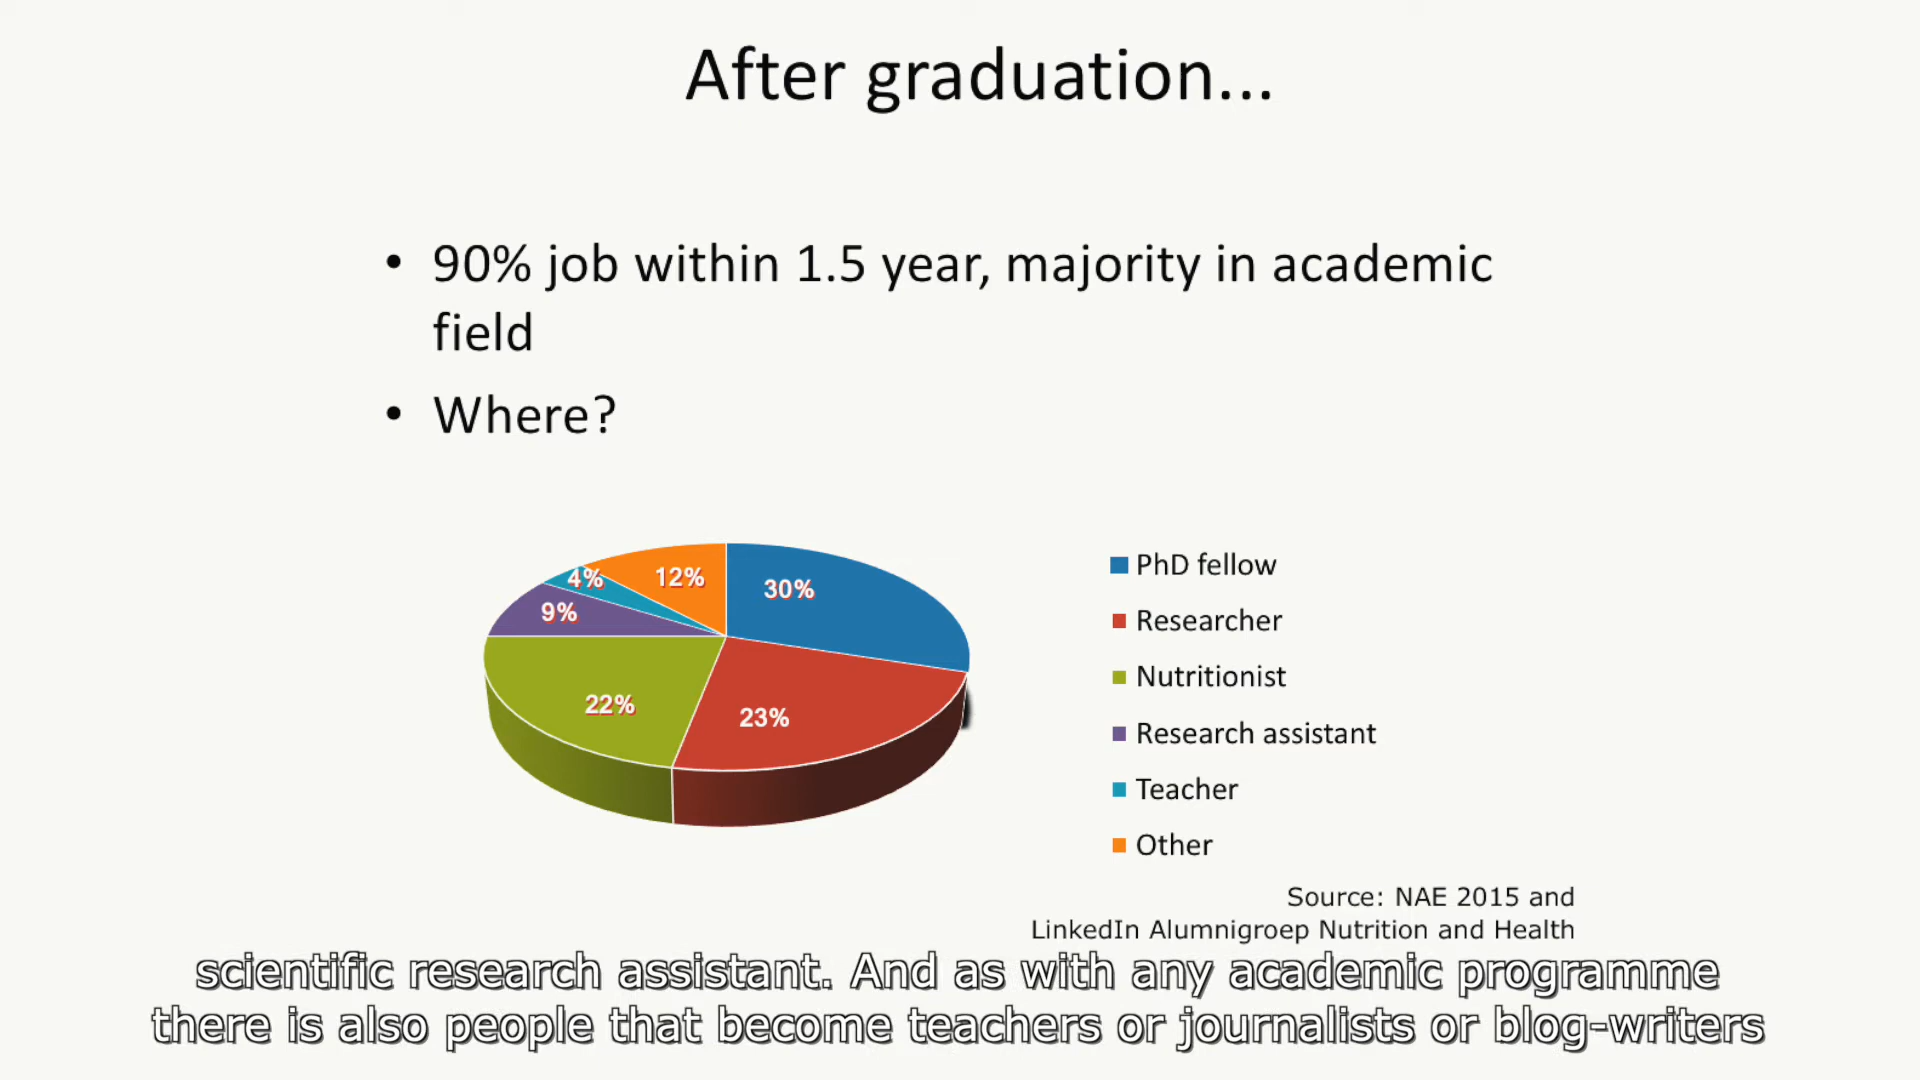 After graduation...
• 90% job within 1.5 year, majority in academic
field
• Where?
4%
12%
30%
9%
22%
23%
PhD fellow
Researcher
Nutritionist
Research assistant
Teacher
Other
Source: NAE 2015 and
LinkedIn Alumnigroep Nutrition and Health
scientific research assistant. And as with any academic programme
there is also people that become teachers or journalists or blog-writers